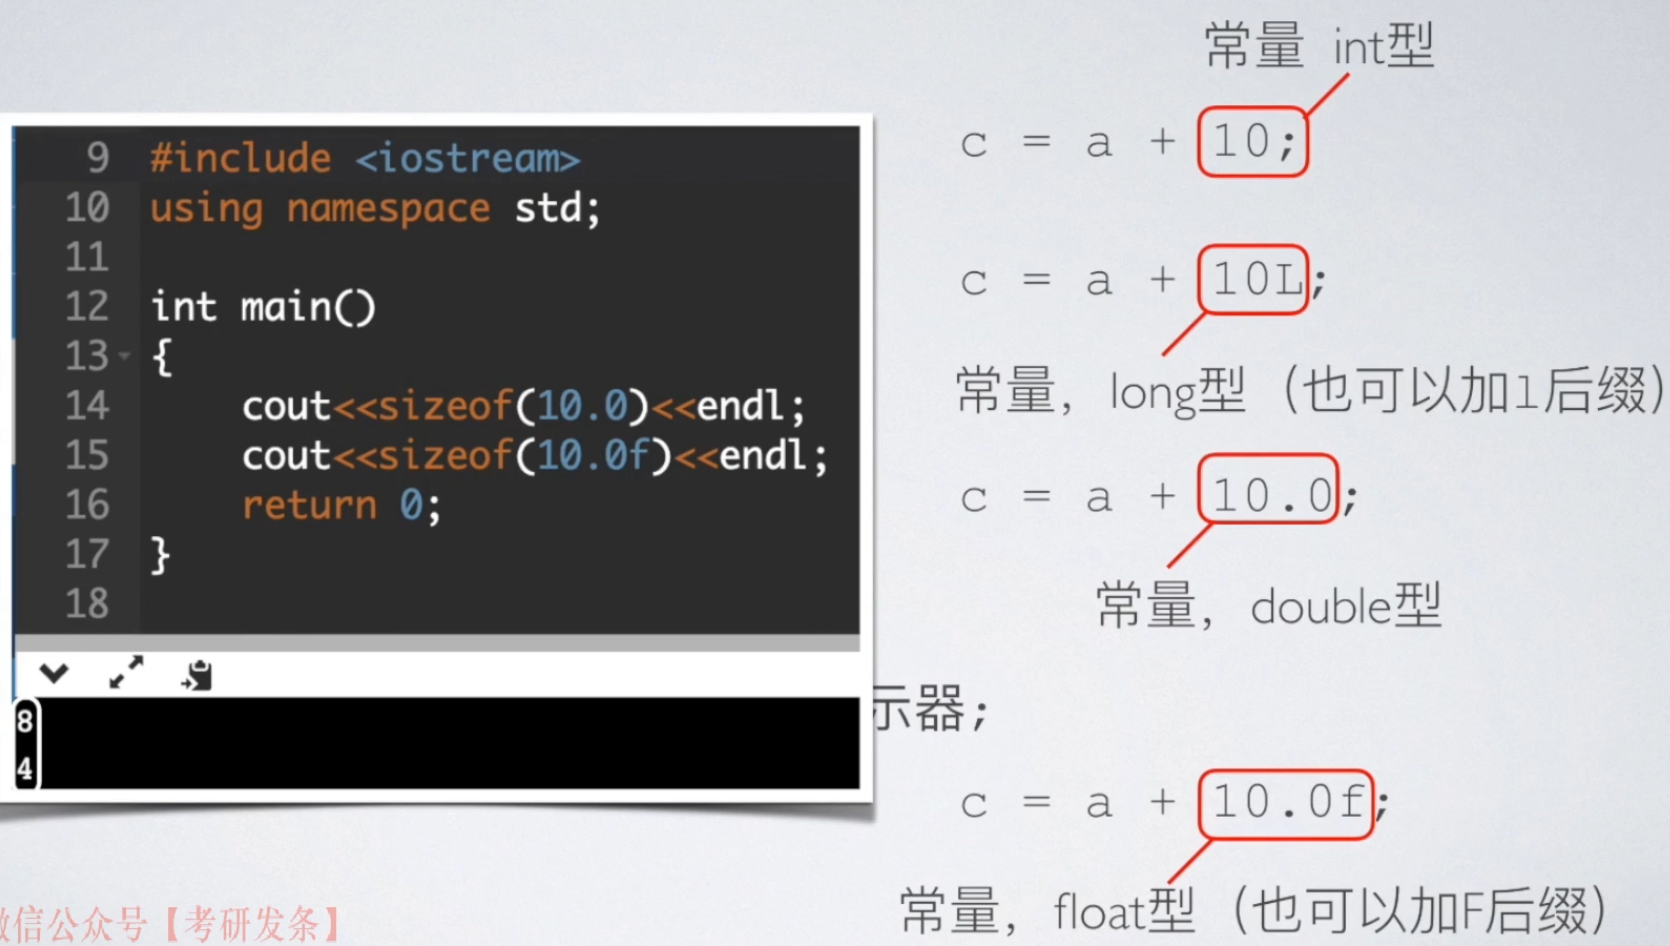 9 #include <iostream>
10 using namespace std;
11
12 int main()
13 {
14 cout<<sizeof(10.0)<<endl;
15 cout<<sizeof(10.0f)<<endl;
16 return 0;
17 }
18
8
4
常量 int型
c = a + 10;
c = a + 10L;
常量，long型（也可以加l后缀）
c = a + 10.0;
常量，double型
示器;
c = a + 10.0f;
常量，float型（也可以加F后缀）
微信公众号【考研发条】